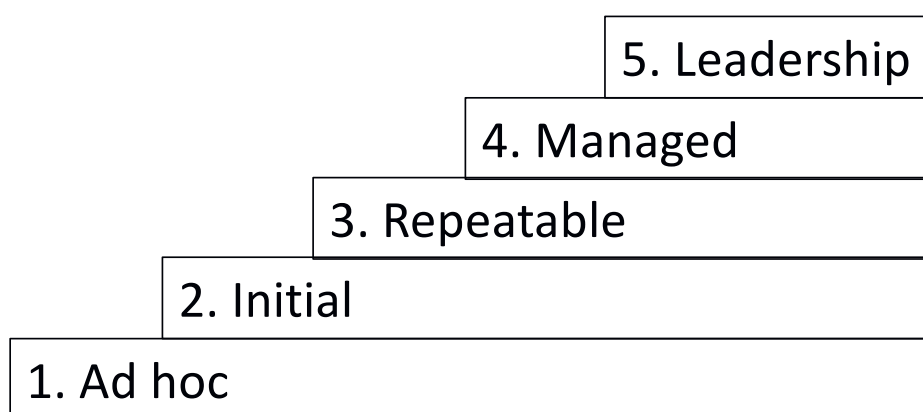 5. Leadership
4. Managed
3. Repeatable
2. Initial
1. Ad hoc